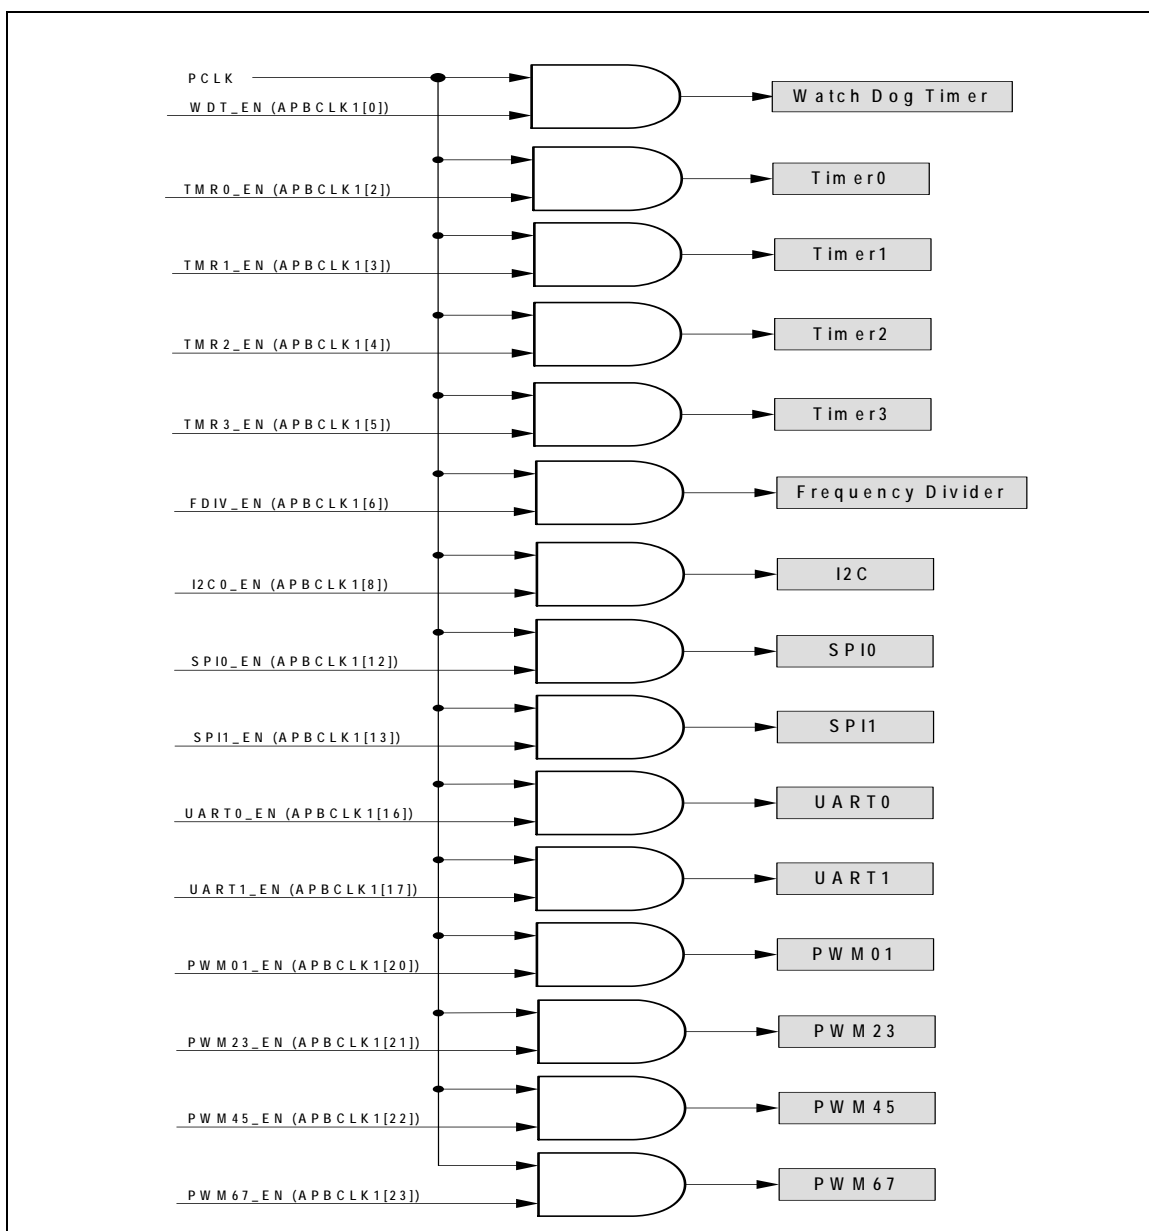 PCLK
WDT_EN (APBCLK1[0])
Watch Dog Timer
TMR0_EN (APBCLK1[2])
Timer0
TMR1_EN (APBCLK1[3])
Timer1
TMR2_EN (APBCLK1[4])
Timer2
TMR3_EN (APBCLK1[5])
Timer3
FDIV_EN (APBCLK1[6])
Frequency Divider
I2C0_EN (APBCLK1[8])
I2C
SPI0_EN (APBCLK1[12])
SPI0
SPI1_EN (APBCLK1[13])
SPI1
UART0_EN (APBCLK1[16])
UART0
UART1_EN (APBCLK1[17])
UART1
PWM01_EN (APBCLK1[20])
PWM01
PWM23_EN (APBCLK1[21])
PWM23
PWM45_EN (APBCLK1[22])
PWM45
PWM67_EN (APBCLK1[23])
PWM67